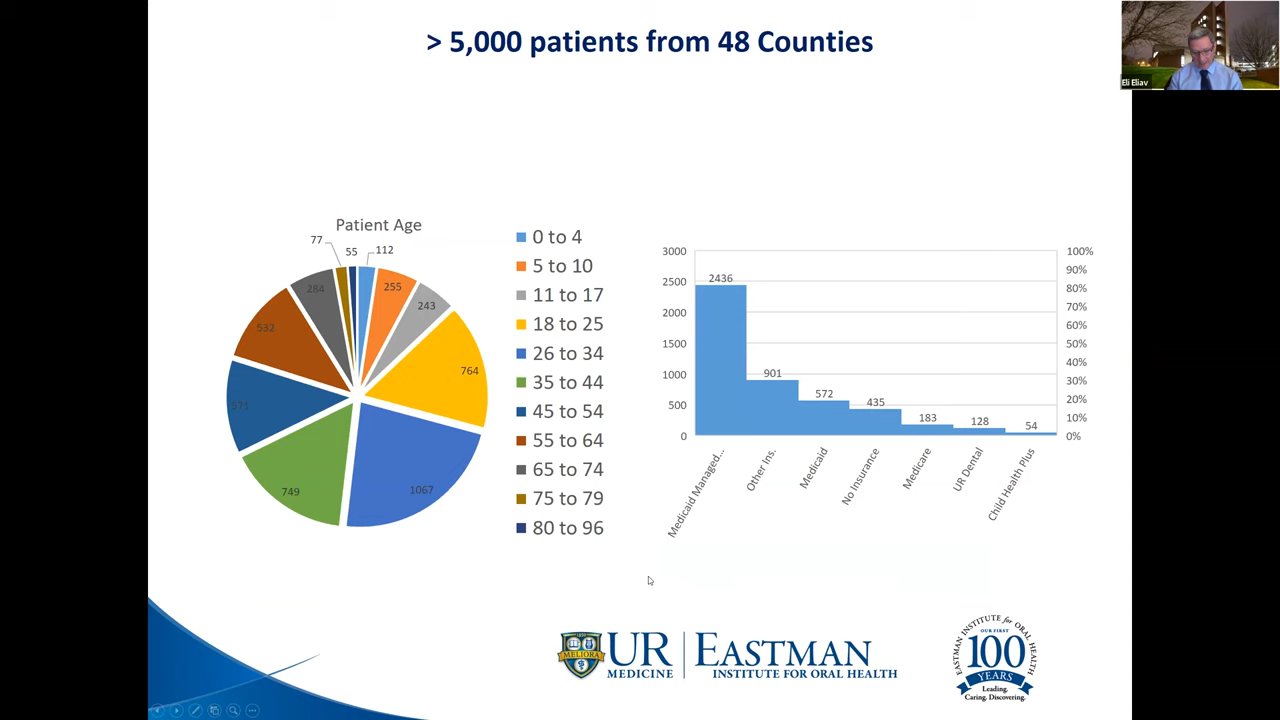 > 5,000 patients from 48 Counties
Eli Eliav
Patient Age
77
55
112
284
255
243
532
764
571
749
1067
0 to 4
5 to 10
11 to 17
18 to 25
26 to 34
35 to 44
45 to 54
55 to 64
65 to 74
75 to 79
80 to 96
3000
2500
2000
1500
1000
500
0
2436
901
572
435
183
128
54
100%
90%
80%
70%
60%
50%
40%
30%
20%
10%
0%
Medicaid Managed...
Other Ins.
Medicaid
No Insurance
Medicare
UR Dental
Child Health Plus
MELIORA
UR
MEDICINE
EASTMAN
INSTITUTE FOR ORAL HEALTH
EASTMAN INSTITUTE for ORAL HEALTH
OUR FIRST
100
YEARS
Leading.
Caring. Discovering.